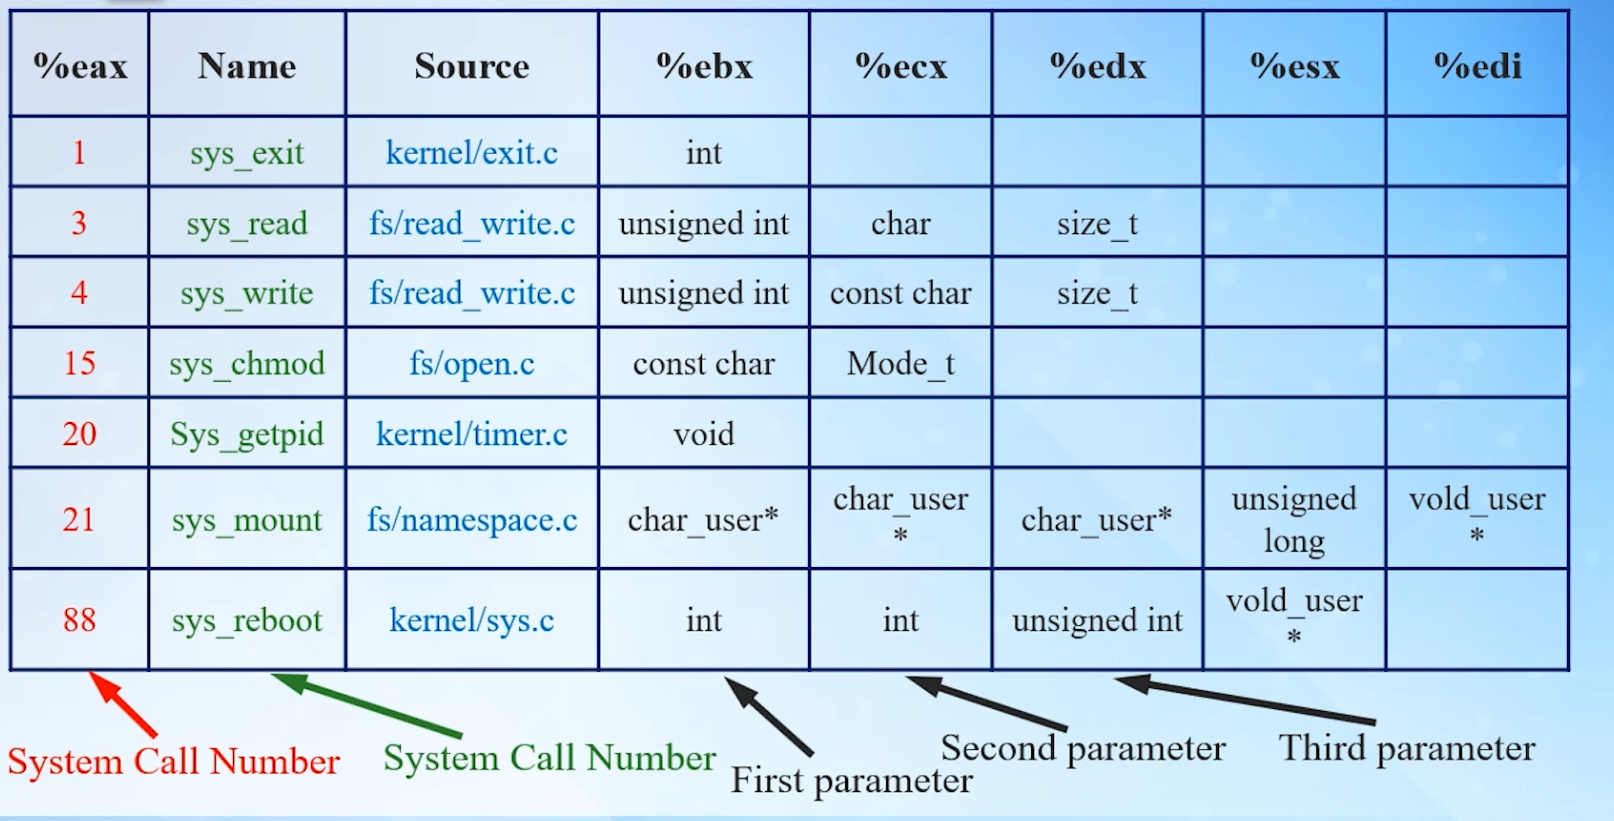 %eax Name Source %ebx %ecx %edx %esx %edi
1 sys_exit kernel/exit.c int
3 sys_read fs/read_write.c unsigned int char size_t
4 sys_write fs/read_write.c unsigned int const char size_t
15 sys_chmod fs/open.c const char Mode_t
20 Sys_getpid kernel/timer.c void
21 sys_mount fs/namespace.c char_user* char_user * char_user* unsigned long vold_user *
88 sys_reboot kernel/sys.c int int unsigned int vold_user *
System Call Number
System Call Number
First parameter
Second parameter
Third parameter